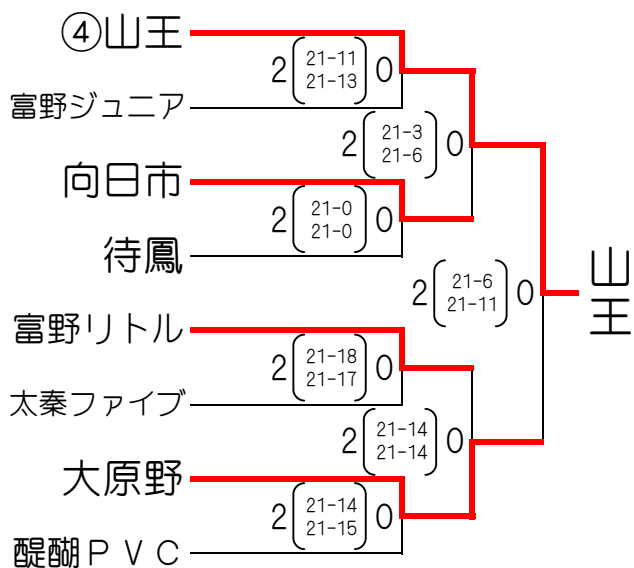 ④山王
2 21-11 0
21-13
富野ジュニア
2 21-3 0
21-6
向日市
2 21-0 0
21-0
待鳳
2 21-6 0
21-11
山王
富野リトル
2 21-18 0
21-17
太秦ファイブ
2 21-14 0
21-14
大原野
2 21-14 0
21-15
醍醐ＰＶＣ